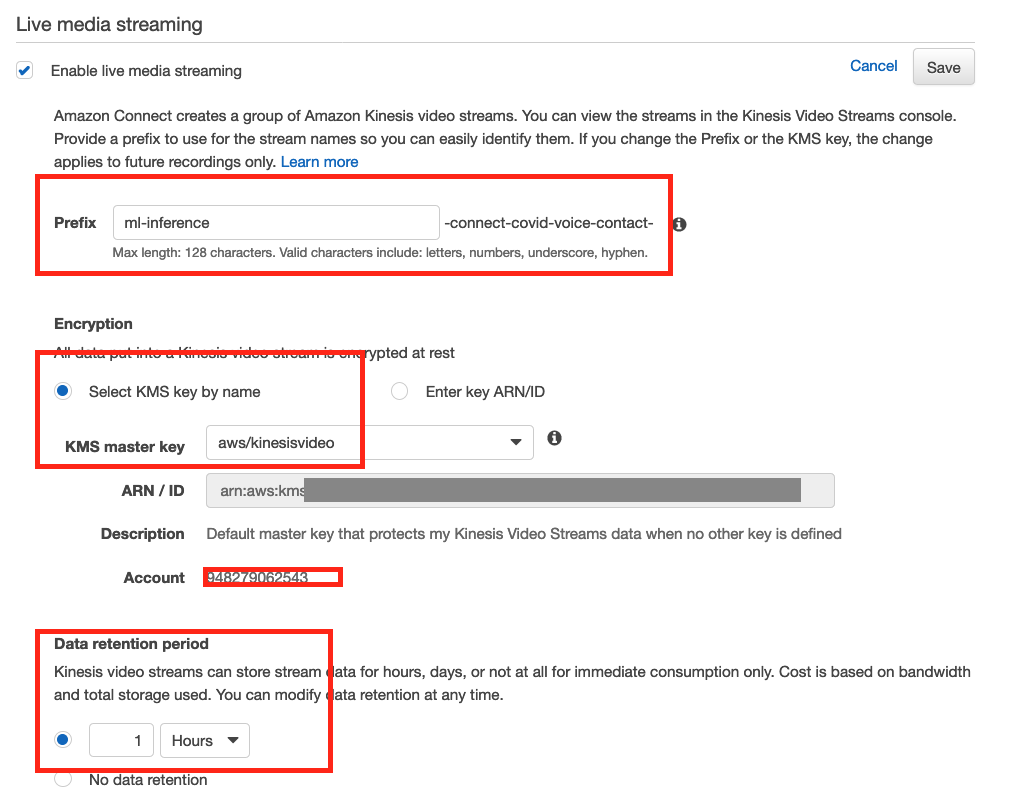 Live media streaming
Enable live media streaming
Cancel
Save
Amazon Connect creates a group of Amazon Kinesis video streams. You can view the streams in the Kinesis Video Streams console.
Provide a prefix to use for the stream names so you can easily identify them. If you change the Prefix or the KMS key, the change
applies to future recordings only. Learn more
Prefix ml-inference -connect-covid-voice-contact-
Max length: 128 characters. Valid characters include: letters, numbers, underscore, hyphen.
Encryption
All data put into a Kinesis video stream is encrypted at rest
Select KMS key by name
Enter key ARN/ID
KMS master key aws/kinesisvideo
ARN / ID arn:aws:kms
Description Default master key that protects my Kinesis Video Streams data when no other key is defined
Account 948279062543
Data retention period
Kinesis video streams can store stream data for hours, days, or not at all for immediate consumption only. Cost is based on bandwidth
and total storage used. You can modify data retention at any time.
1 Hours
No data retention